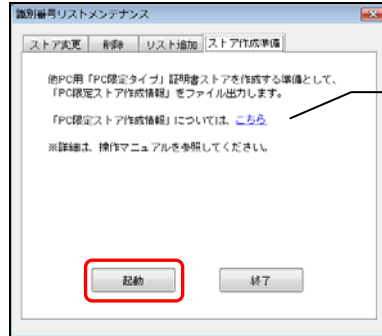 識別番号リストメンテナンス
ストア変更 削除 リスト追加 ストア作成準備
他PC用「PC限定タイプ」証明書ストアを作成する準備として、
「PC限定ストア作成情報」をファイル出力します。
「PC限定ストア作成情報」については、こちら
※詳細は、操作マニュアルを参照してください。
起動 終了